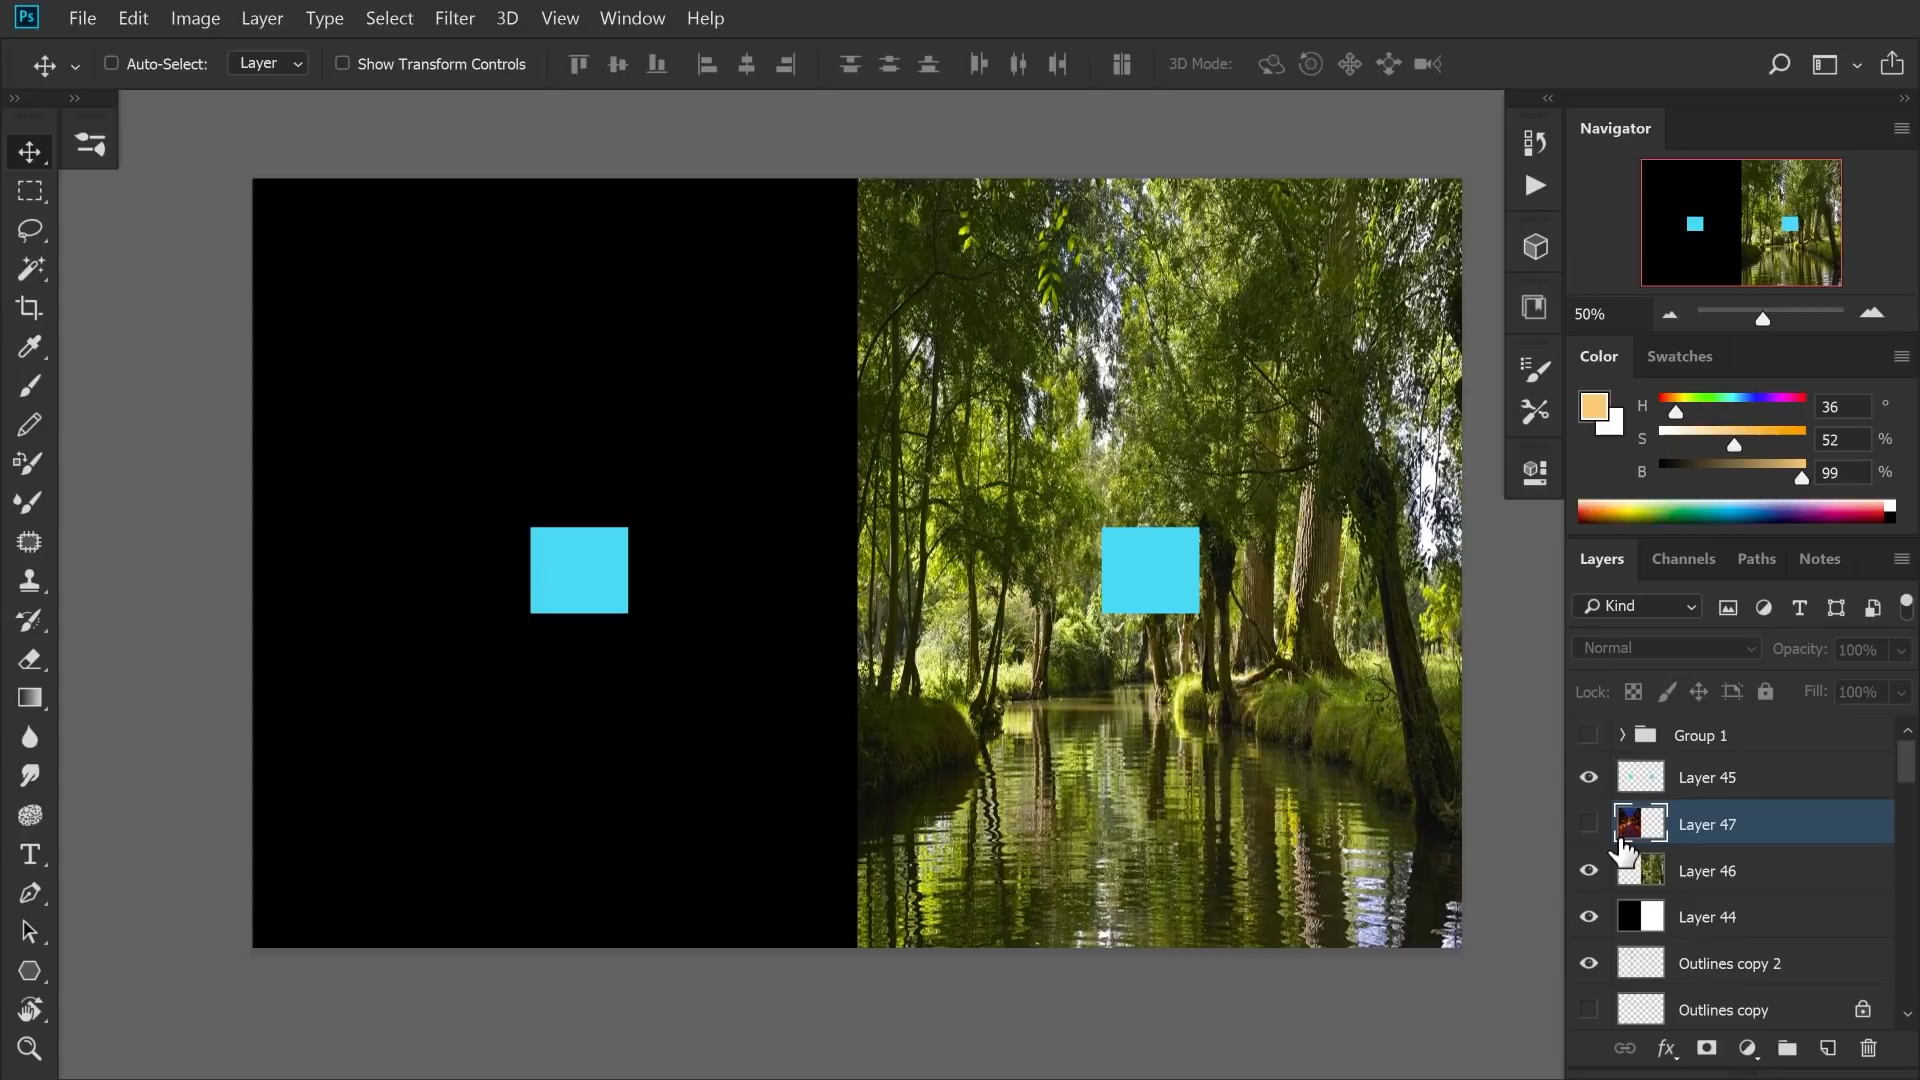 Ps File Edit Image Layer Type Select Filter 3D View Window Help
Auto-Select: Layer Show Transform Controls 3D Mode:
Navigator
50%
Color Swatches
H 36 °
S 52 %
B 99 %
Layers Channels Paths Notes
Kind
Normal Opacity: 100%
Lock: Fill: 100%
Group 1
Layer 45
Layer 47
Layer 46
Layer 44
Outlines copy 2
Outlines copy
fx